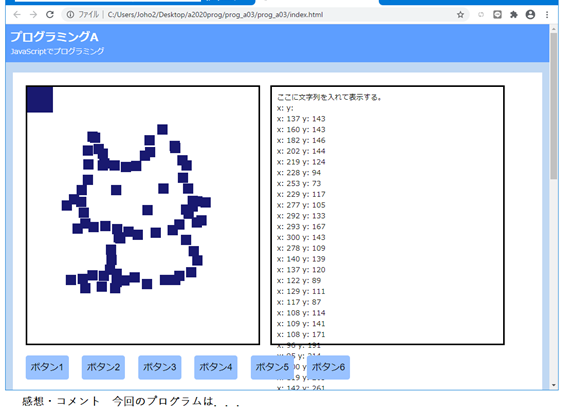 ファイル | C:/Users/Joho2/Desktop/a2020prog/prog_a03/prog_a03/index.html
プログラミングA
JavaScriptでプログラミング
ここに文字列を入れて表示する。
x: y:
x: 137 y: 143
x: 160 y: 143
x: 182 y: 146
x: 202 y: 144
x: 219 y: 124
x: 228 y: 94
x: 253 y: 73
x: 229 y: 117
x: 277 y: 105
x: 292 y: 133
x: 293 y: 167
x: 300 y: 143
x: 278 y: 109
x: 140 y: 139
x: 137 y: 120
x: 122 y: 89
x: 129 y: 111
x: 117 y: 87
x: 108 y: 114
x: 109 y: 141
x: 108 y: 171
x: 142 y: 261
ボタン1
ボタン2
ボタン3
ボタン4
ボタン5
ボタン6
感想・コメント　今回のプログラムは．．．